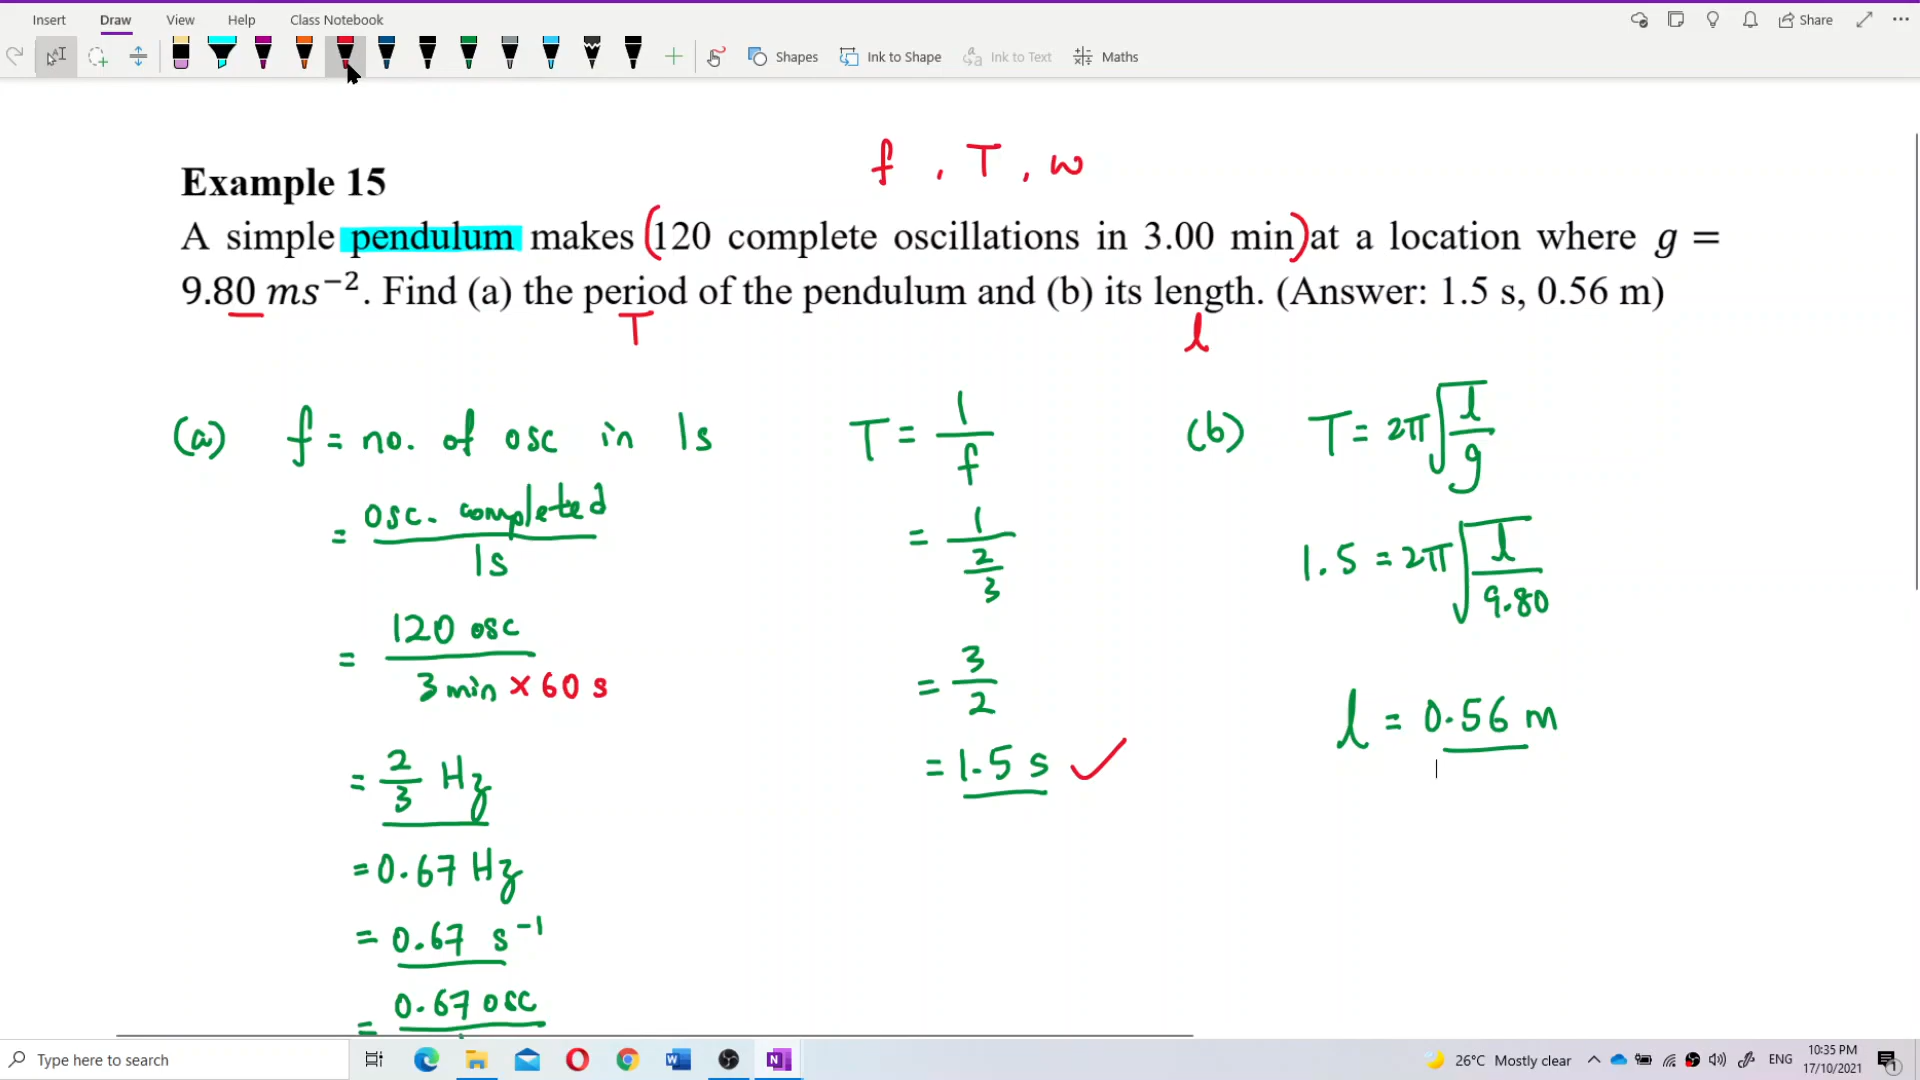 Insert Draw View Help Class Notebook Share
Shapes Ink to Shape Ink to Text Maths
f , T , w
Example 15
A simple pendulum makes (120 complete oscillations in 3.00 min) at a location where g =
9.80 ms⁻². Find (a) the period of the pendulum and (b) its length. (Answer: 1.5 s, 0.56 m)
T
l
(a) f = no. of osc in 1s
= osc. completed / 1s
= 120 osc / 3 min × 60 s
= 2/3 Hz
= 0.67 Hz
= 0.67 s⁻¹
= 0.67 osc
T = 1/f
= 1/(2/3)
= 3/2
= 1.5 s ✓
(b) T = 2π√(l/g)
1.5 = 2π√(l/9.80)
l = 0.56 m
Type here to search
26°C Mostly clear
ENG
10:35 PM
17/10/2021
1